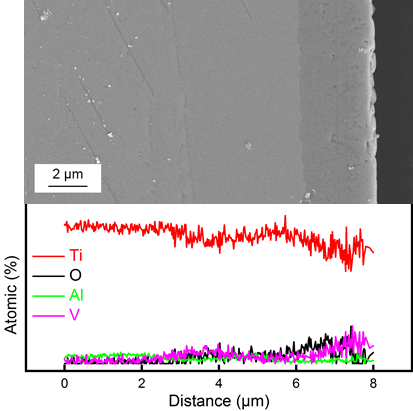 2 μm
Ti
O
Al
V
Atomic (%)
0 2 4 6 8
Distance (μm)